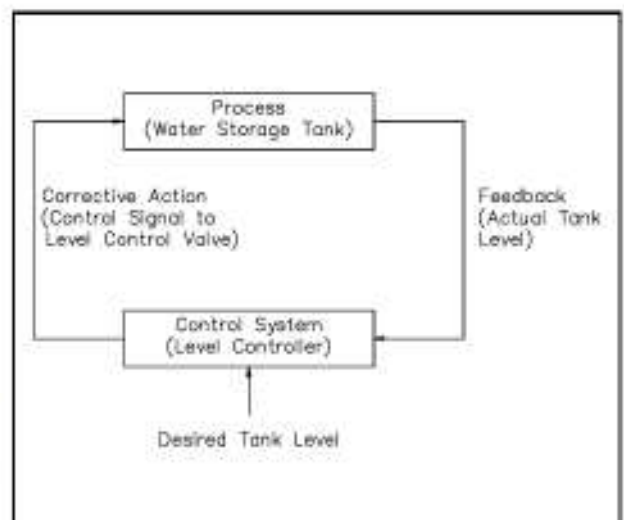 Process
(Water Storage Tank)
Corrective Action
(Control Signal to
Level Control Valve)
Feedback
(Actual Tank
Level)
Control System
(Level Controller)
Desired Tank Level